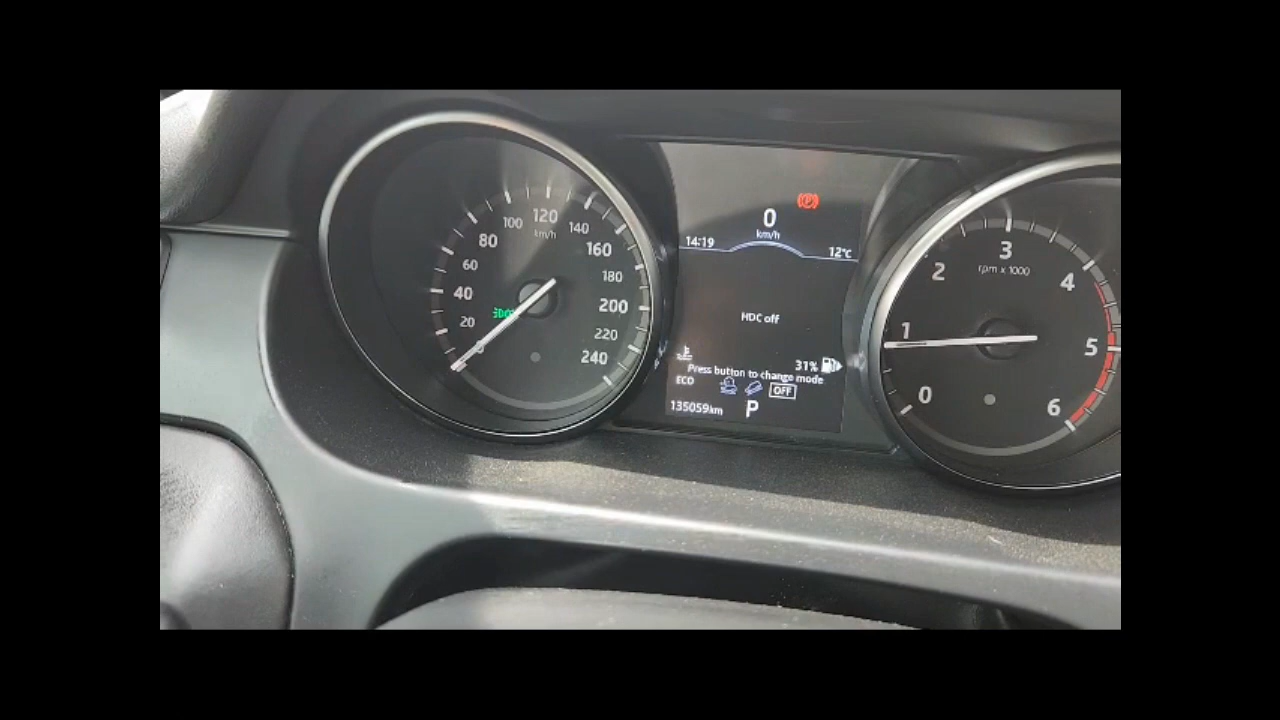 20
40
60
80
100
120
140
160
180
200
220
240
km/h
0
km/h
14:19
12°C
HDC off
31%
Press button to change mode
ECO
OFF
135059km
P
0
1
2
3
4
5
6
rpm x 1000